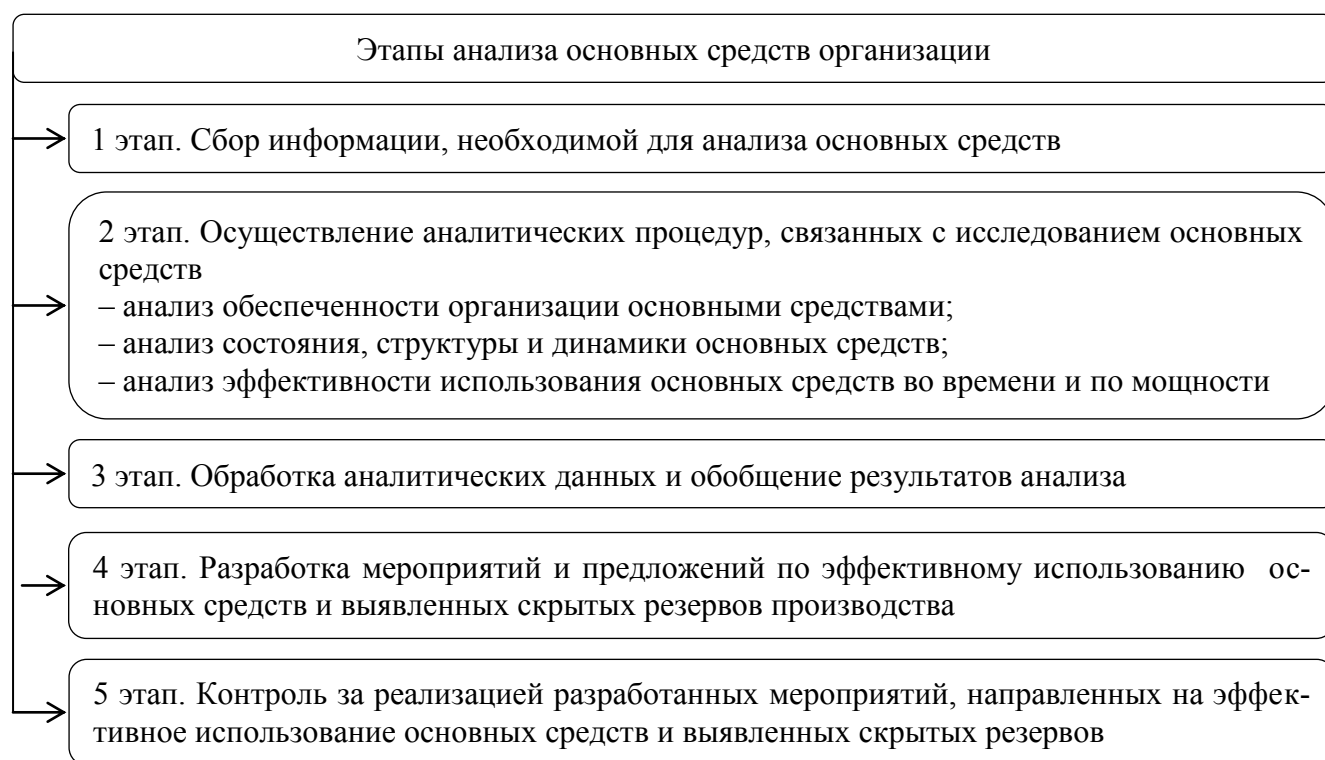 Этапы анализа основных средств организации
1 этап. Сбор информации, необходимой для анализа основных средств
2 этап. Осуществление аналитических процедур, связанных с исследованием основных
средств
– анализ обеспеченности организации основными средствами;
– анализ состояния, структуры и динамики основных средств;
– анализ эффективности использования основных средств во времени и по мощности
3 этап. Обработка аналитических данных и обобщение результатов анализа
4 этап. Разработка мероприятий и предложений по эффективному использованию ос-
новных средств и выявленных скрытых резервов производства
5 этап. Контроль за реализацией разработанных мероприятий, направленных на эффек-
тивное использование основных средств и выявленных скрытых резервов